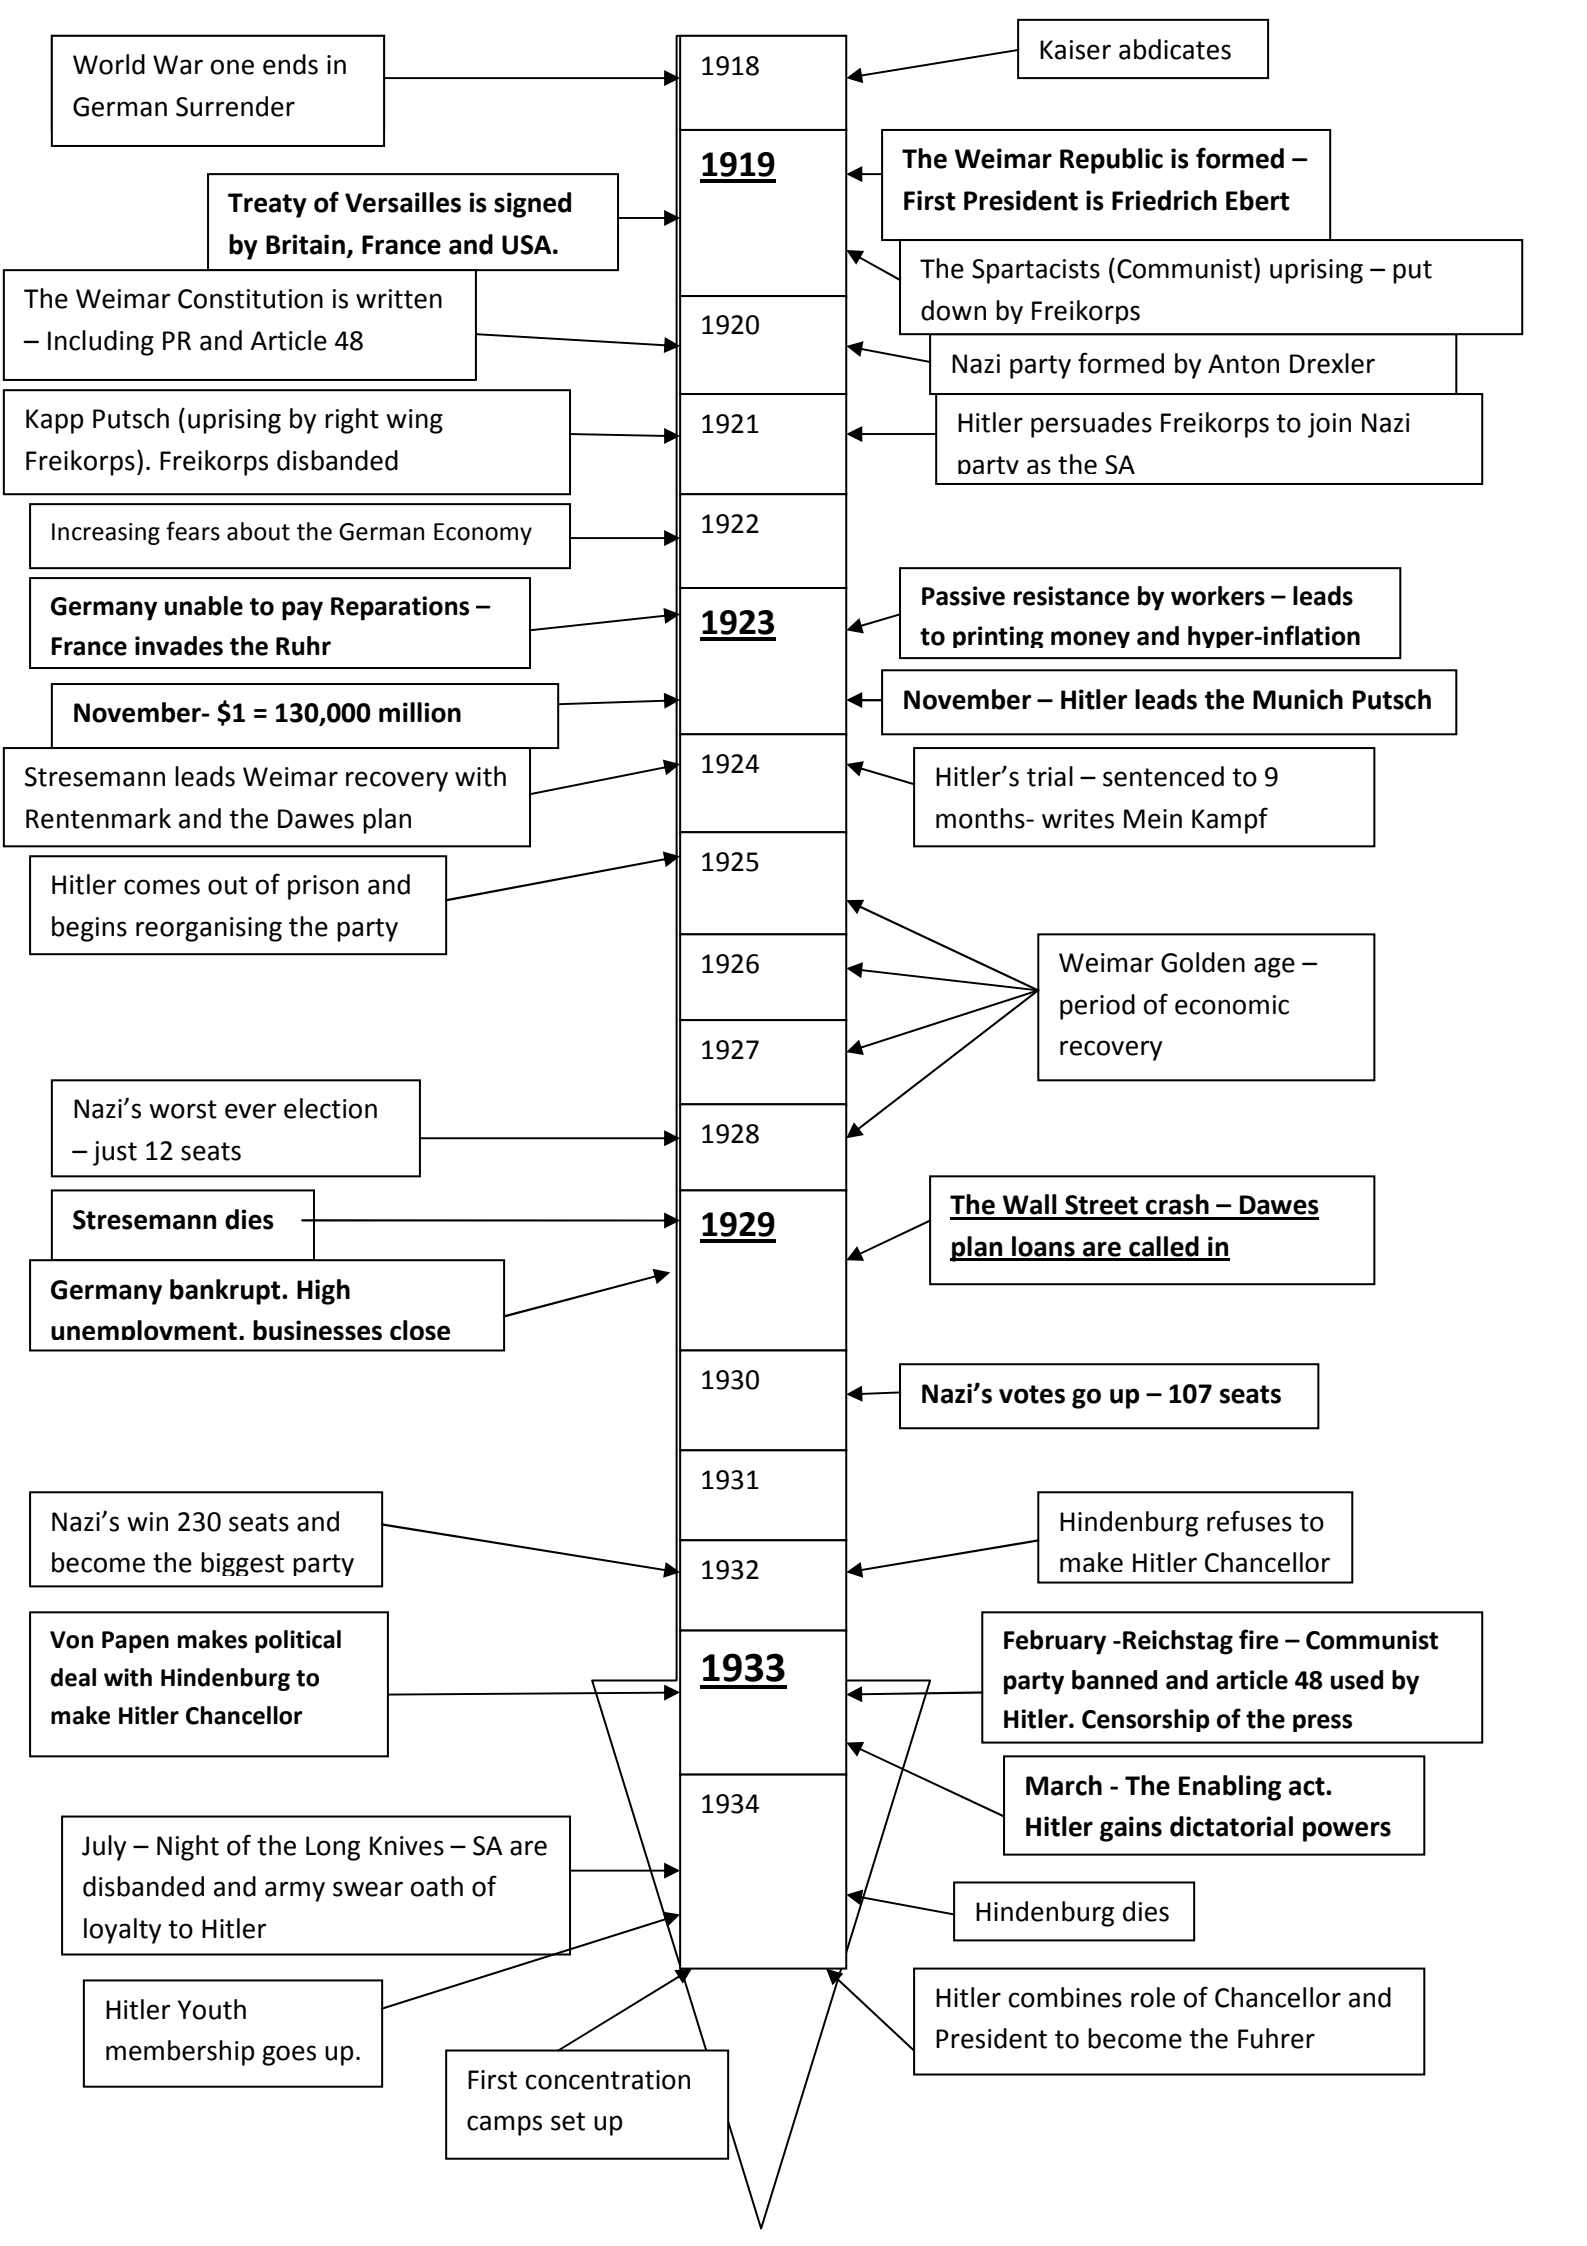 World War one ends in
German Surrender
1918
Kaiser abdicates
1919
The Weimar Republic is formed –
First President is Friedrich Ebert
Treaty of Versailles is signed
by Britain, France and USA.
The Spartacists (Communist) uprising – put
down by Freikorps
The Weimar Constitution is written
– Including PR and Article 48
1920
Nazi party formed by Anton Drexler
Kapp Putsch (uprising by right wing
Freikorps). Freikorps disbanded
1921
Hitler persuades Freikorps to join Nazi
party as the SA
Increasing fears about the German Economy
1922
Germany unable to pay Reparations –
France invades the Ruhr
1923
Passive resistance by workers – leads
to printing money and hyper-inflation
November- $1 = 130,000 million
November – Hitler leads the Munich Putsch
Stresemann leads Weimar recovery with
Rentenmark and the Dawes plan
1924
Hitler’s trial – sentenced to 9
months- writes Mein Kampf
Hitler comes out of prison and
begins reorganising the party
1925
1926
Weimar Golden age –
period of economic
recovery
1927
Nazi’s worst ever election
– just 12 seats
1928
Stresemann dies
1929
The Wall Street crash – Dawes
plan loans are called in
Germany bankrupt. High
unemployment, businesses close
1930
Nazi’s votes go up – 107 seats
1931
Nazi’s win 230 seats and
become the biggest party
1932
Hindenburg refuses to
make Hitler Chancellor
Von Papen makes political
deal with Hindenburg to
make Hitler Chancellor
1933
February -Reichstag fire – Communist
party banned and article 48 used by
Hitler. Censorship of the press
March - The Enabling act.
Hitler gains dictatorial powers
1934
July – Night of the Long Knives – SA are
disbanded and army swear oath of
loyalty to Hitler
Hindenburg dies
Hitler Youth
membership goes up.
Hitler combines role of Chancellor and
President to become the Fuhrer
First concentration
camps set up